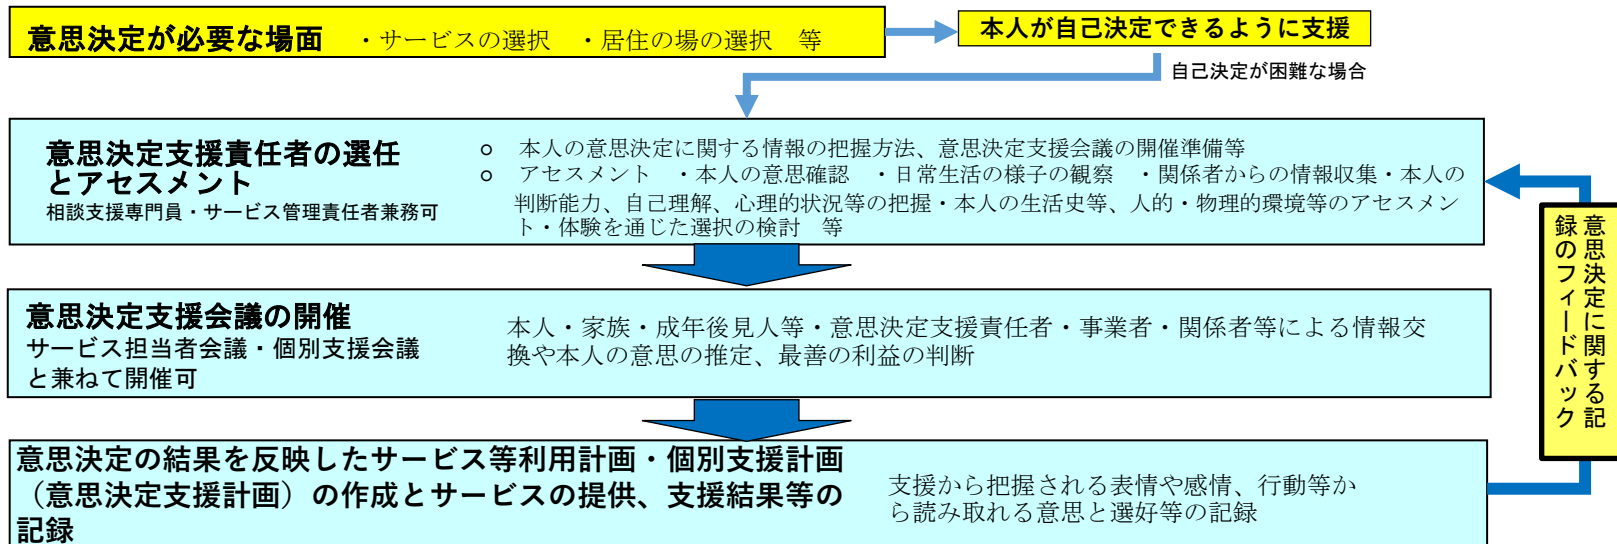 意思決定が必要な場面　・サービスの選択　・居住の場の選択　等
本人が自己決定できるように支援
自己決定が困難な場合
意思決定支援責任者の選任
とアセスメント
相談支援専門員・サービス管理責任者兼務可
○　本人の意思決定に関する情報の把握方法、意思決定支援会議の開催準備等
○　アセスメント　・本人の意思確認　・日常生活の様子の観察　・関係者からの情報収集・本人の
判断能力、自己理解、心理的状況等の把握・本人の生活史等、人的・物理的環境等のアセスメン
ト・体験を通じた選択の検討　等
意思決定支援会議の開催
サービス担当者会議・個別支援会議
と兼ねて開催可
本人・家族・成年後見人等・意思決定支援責任者・事業者・関係者等による情報交
換や本人の意思の推定、最善の利益の判断
意思決定の結果を反映したサービス等利用計画・個別支援計画
（意思決定支援計画）の作成とサービスの提供、支援結果等の
記録
支援から把握される表情や感情、行動等か
ら読み取れる意思と選好等の記録
意思決定に関する記
録のフィードバック